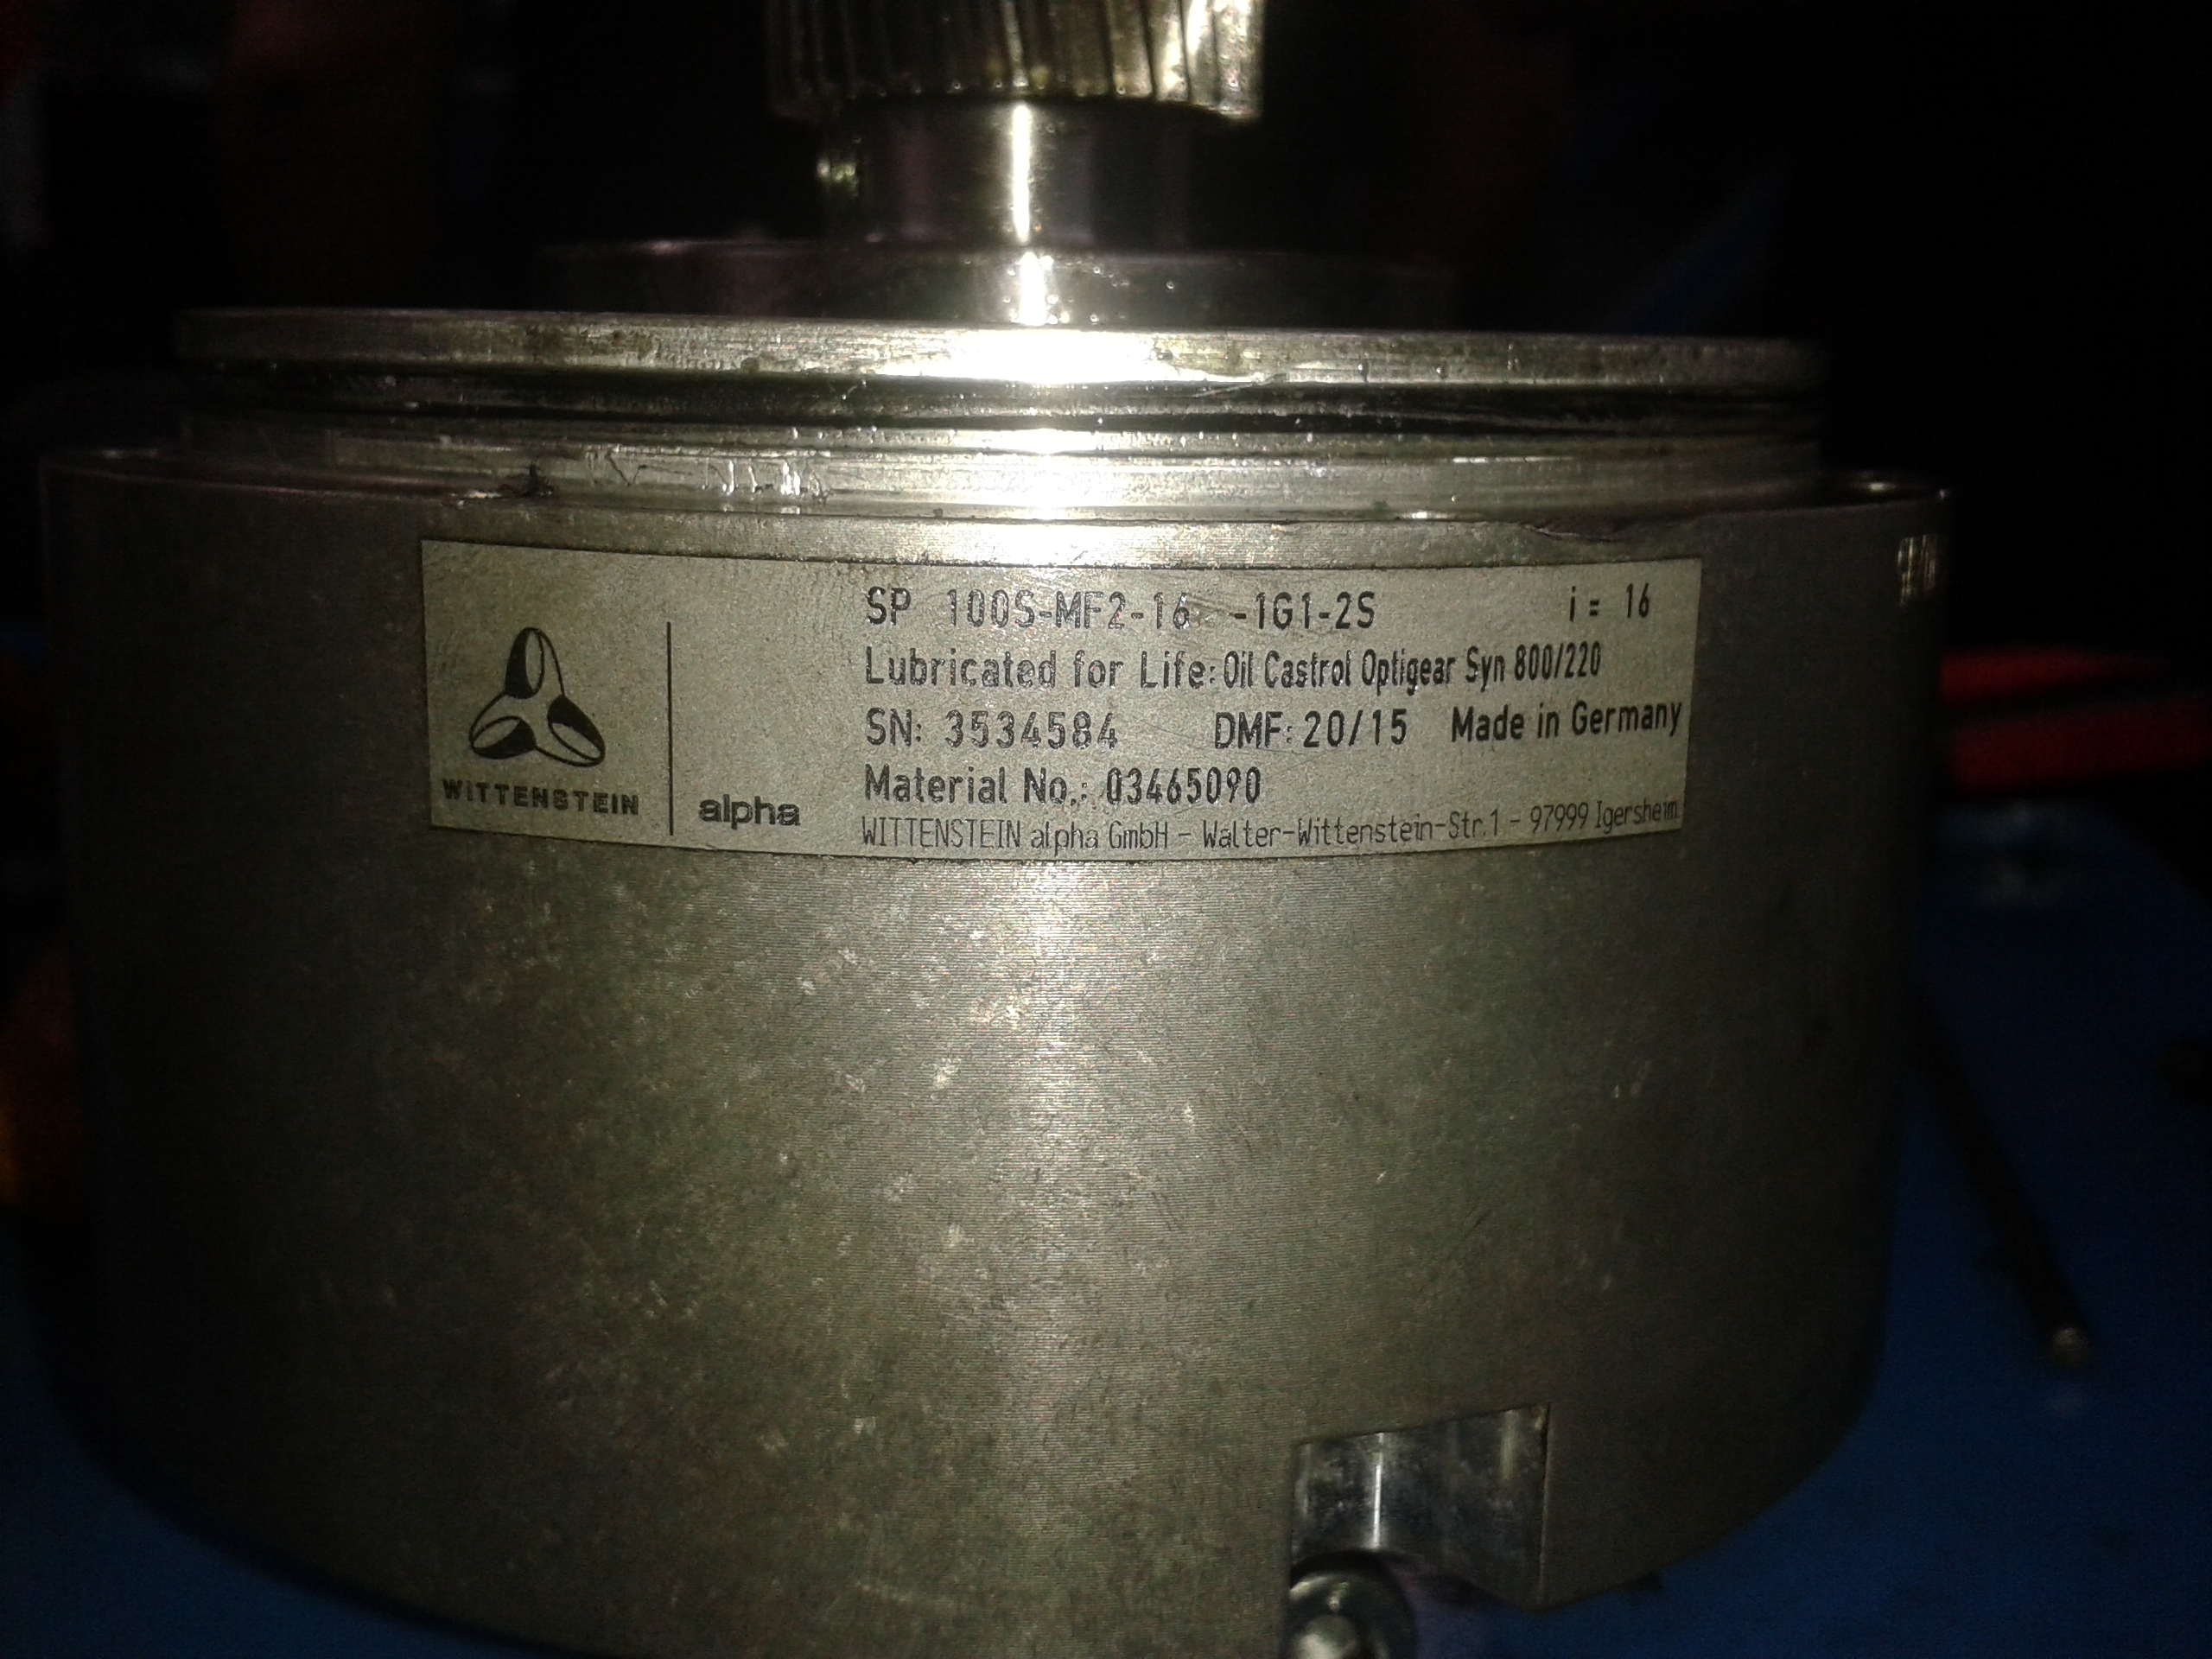 SP 100S-MF2-16 -1G1-2S i = 16
Lubricated for Life: Oil Castrol Optigear Syn 800/220
SN: 3534584 DMF: 20/15 Made in Germany
Material No.: 03465090
WITTENSTEIN alpha GmbH - Walter-Wittenstein-Str.1 - 97999 Igersheim
WITTENSTEIN
alpha